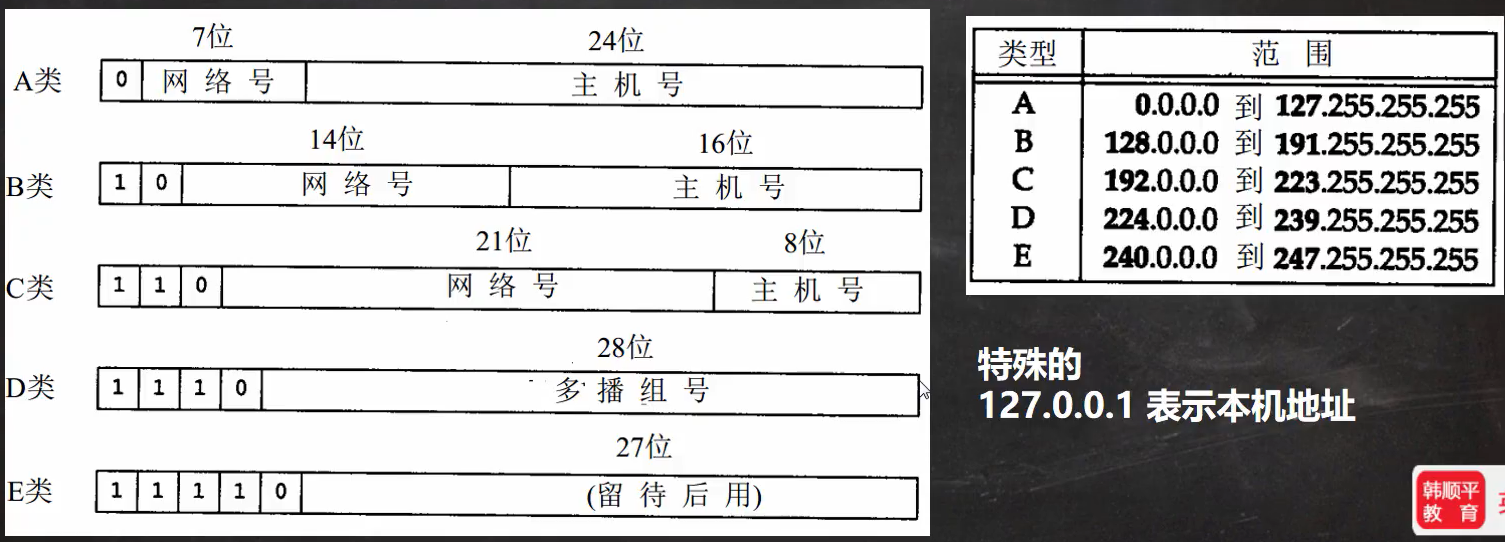 7位 24位
A类 0 网络号 主机号
14位 16位
B类 1 0 网络号 主机号
21位 8位
C类 1 1 0 网络号 主机号
28位
D类 1 1 1 0 多播组号
27位
E类 1 1 1 1 0 (留待后用)
类型 范围
A 0.0.0.0 到 127.255.255.255
B 128.0.0.0 到 191.255.255.255
C 192.0.0.0 到 223.255.255.255
D 224.0.0.0 到 239.255.255.255
E 240.0.0.0 到 247.255.255.255
特殊的
127.0.0.1 表示本机地址
韩顺平
教育